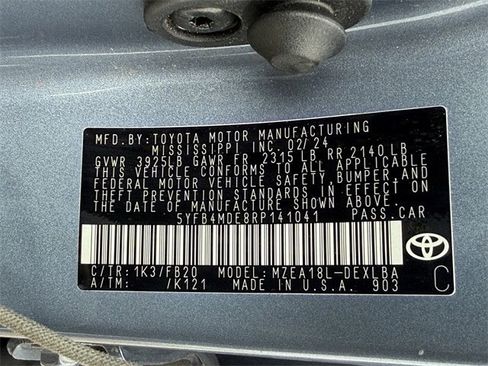 MFD.BY:TOYOTA MOTOR MANUFACTURING
MISSISSIPPI INC. 02/24
GVWR 3925LB GAWR FR 2315 LB RR 2140 LB
THIS VEHICLE CONFORMS TO ALL APPLICABLE
FEDERAL MOTOR VEHICLE SAFETY, BUMPER, AND
THEFT PREVENTION STANDARDS IN EFFECT ON
THE DATE OF MANUFACTURE SHOWN ABOVE.
5YFB4MDE8RP141041 PASS.CAR
C/TR: 1K3/FB20 MODEL: MZEA18L-DEXLBA
A/TM: /K121 MADE IN U.S.A. 903
C